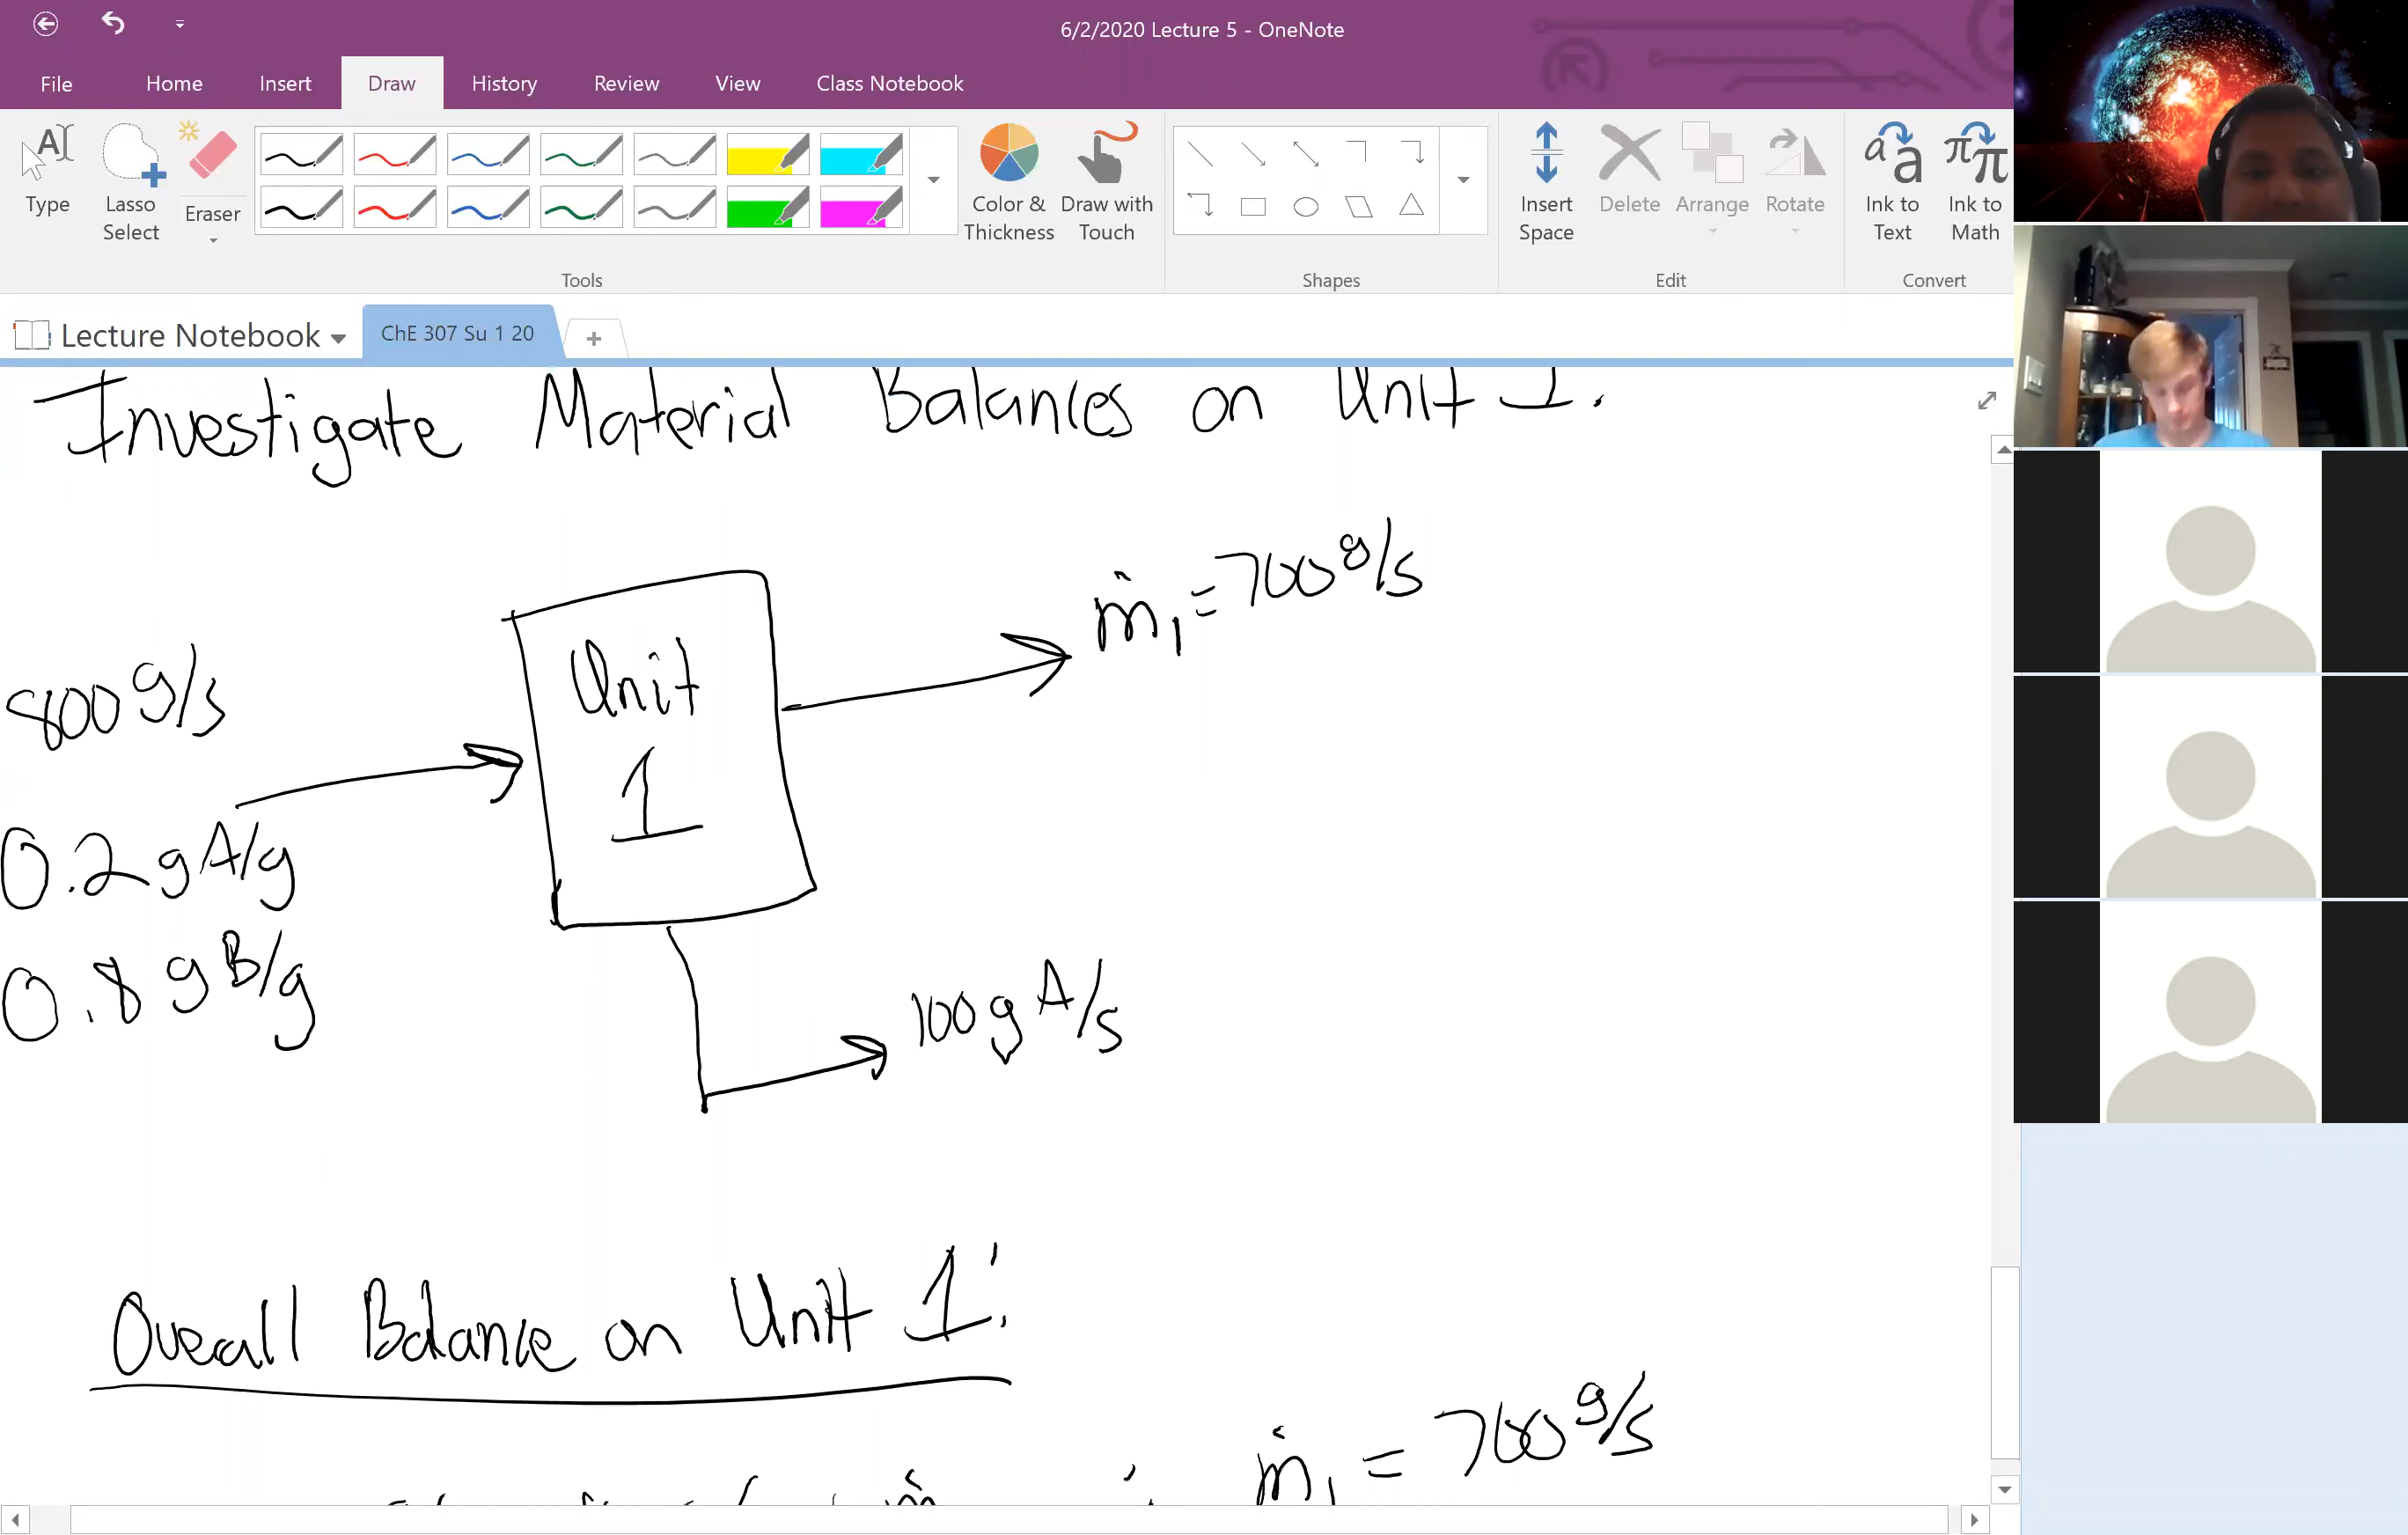 6/2/2020 Lecture 5 - OneNote
File Home Insert Draw History Review View Class Notebook
Type
Lasso Select
Eraser
Color & Thickness
Draw with Touch
Insert Space
Delete
Arrange
Rotate
Ink to Text
Ink to Math
Tools Shapes Edit Convert
Lecture Notebook
ChE 307 Su 1 20
Investigate Material Balances on Unit 1.
ṁ₁ = 700 g/s
800 g/s
Unit
1
0.2 g A/g
0.8 g B/g
100 g A/s
Overall Balance on Unit 1:
ṁ₁ = 700 g/s